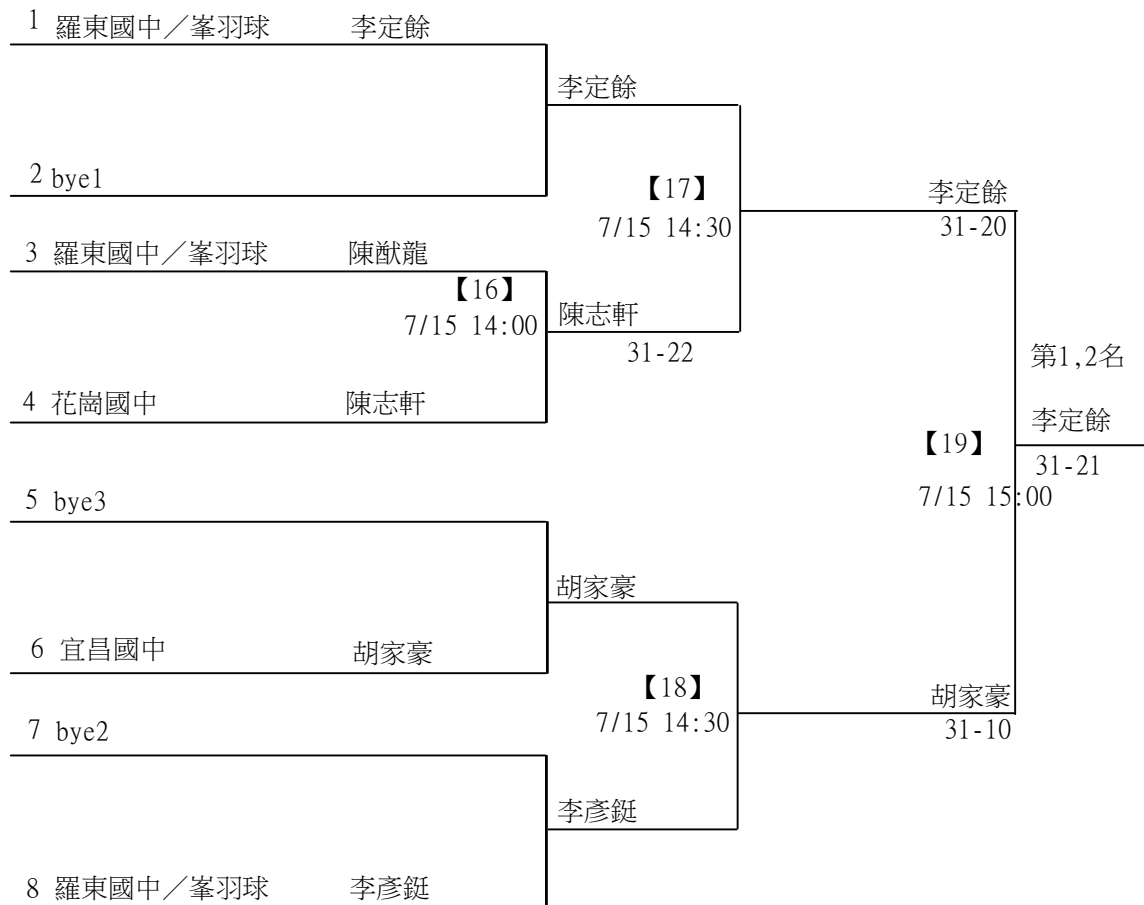 1 羅東國中／峯羽球 李定餘
李定餘
2 bye1
【17】
7/15 14:30
李定餘
31-20
3 羅東國中／峯羽球 陳猷龍
【16】
7/15 14:00
陳志軒
31-22
4 花崗國中 陳志軒
第1,2名
李定餘
31-21
【19】
7/15 15:00
5 bye3
胡家豪
6 宜昌國中 胡家豪
【18】
7/15 14:30
胡家豪
31-10
7 bye2
李彥鋌
8 羅東國中／峯羽球 李彥鋌